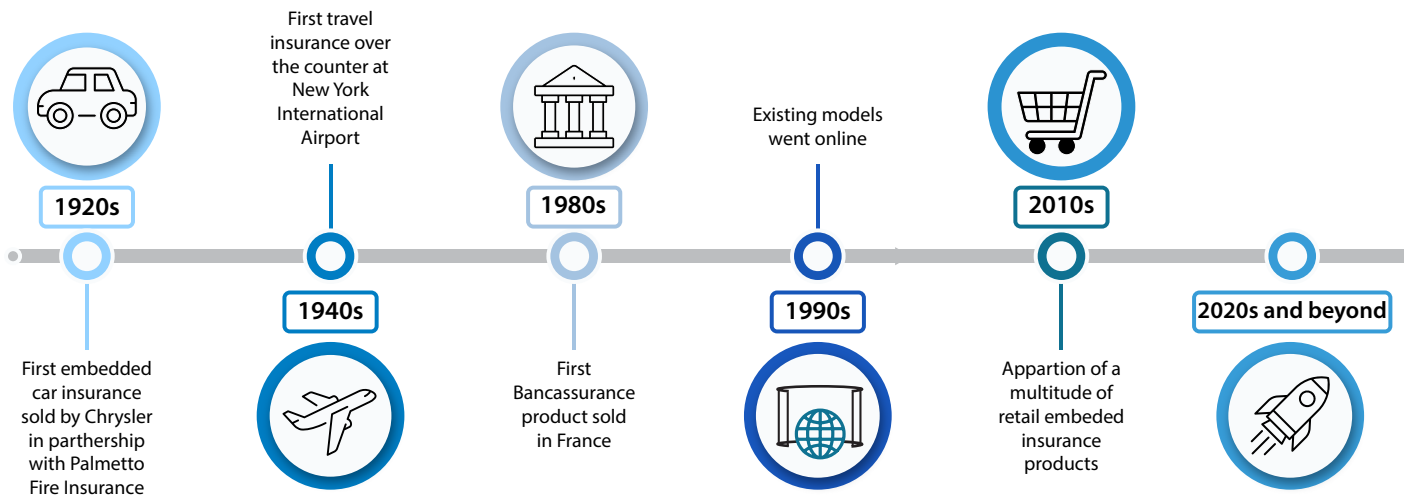 1920s
First embedded
car insurance
sold by Chrysler
in parthership
with Palmetto
Fire Insurance
First travel
insurance over
the counter at
New York
International
Airport
1940s
1980s
First
Bancassurance
product sold
in France
Existing models
went online
1990s
2010s
Appartion of a
multitude of
retail embeded
insurance
products
2020s and beyond